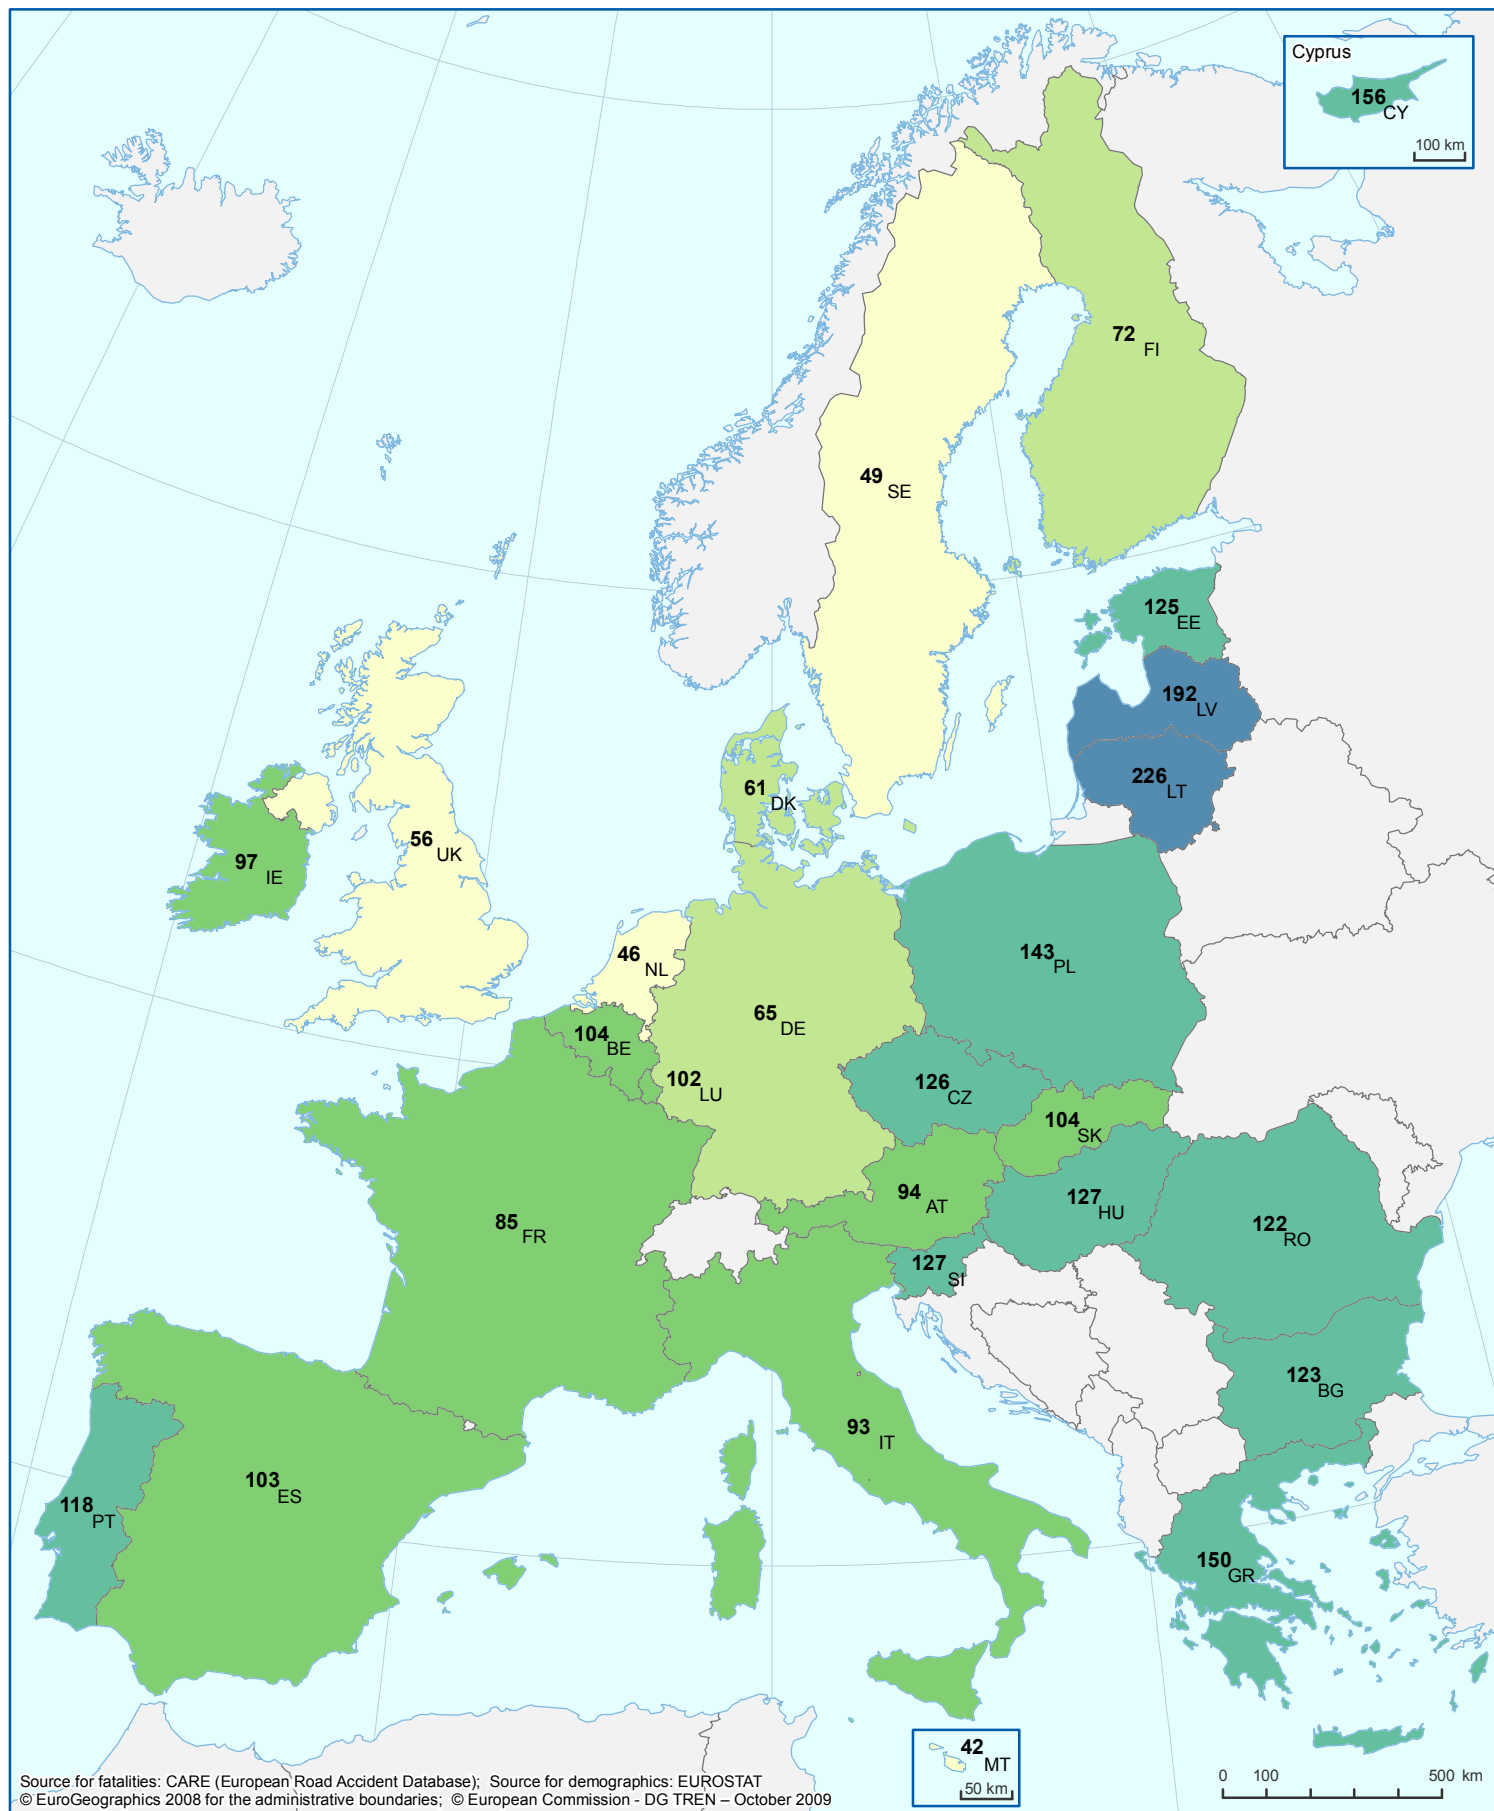 Cyprus
156 CY
100 km
72 FI
49 SE
125 EE
192 LV
226 LT
61 DK
56 UK
97 IE
46 NL
143 PL
65 DE
104 BE
102 LU
126 CZ
104 SK
94 AT
127 HU
85 FR
122 RO
127 SI
123 BG
93 IT
103 ES
118 PT
150 GR
42 MT
50 km
0 100 500 km
Source for fatalities: CARE (European Road Accident Database); Source for demographics: EUROSTAT
© EuroGeographics 2008 for the administrative boundaries; © European Commission - DG TREN – October 2009